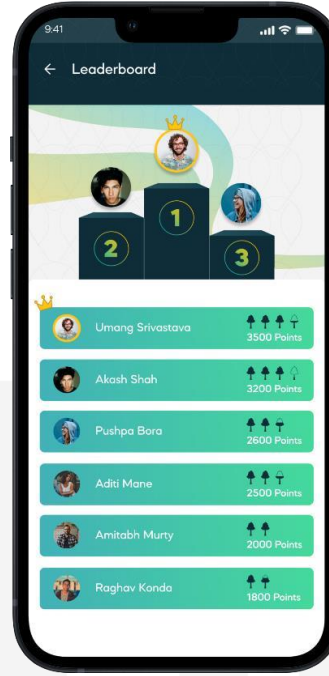 9:41
Leaderboard
1
2
3
Umang Srivastava
3500 Points
Akash Shah
3200 Points
Pushpa Bora
2600 Points
Aditi Mane
2500 Points
Amitabh Murty
2000 Points
Raghav Konda
1800 Points